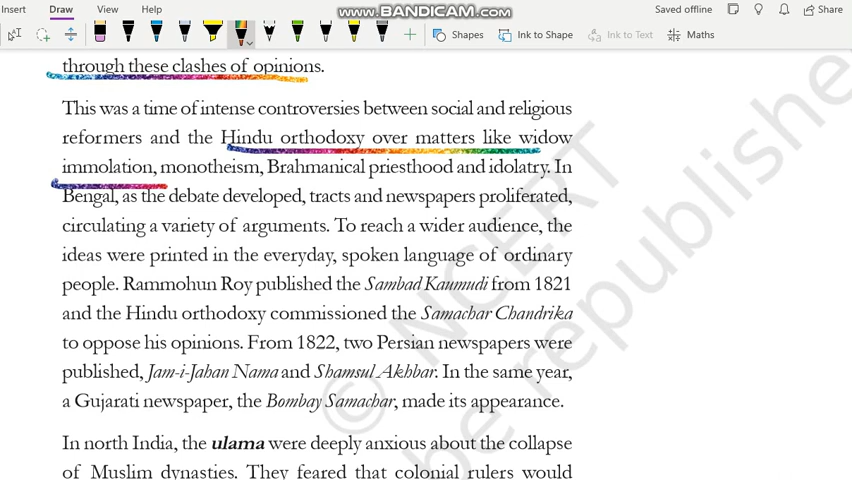 Insert Draw Layout Review View Help WWW.BANDICAM.COM Saved offline Share
Shapes Ink to Shape Ink to Text Maths
through these clashes of opinions.
This was a time of intense controversies between social and religious
reformers and the Hindu orthodoxy over matters like widow
immolation, monotheism, Brahmanical priesthood and idolatry. In
Bengal, as the debate developed, tracts and newspapers proliferated,
circulating a variety of arguments. To reach a wider audience, the
ideas were printed in the everyday, spoken language of ordinary
people. Rammohun Roy published the Sambad Kaumudi from 1821
and the Hindu orthodoxy commissioned the Samachar Chandrika
to oppose his opinions. From 1822, two Persian newspapers were
published, Jam-i-Jahan Nama and Shamsul Akhbar. In the same year,
a Gujarati newspaper, the Bombay Samachar, made its appearance.
In north India, the ulama were deeply anxious about the collapse
of Muslim dynasties. They feared that colonial rulers would
© NCERT
be republishe